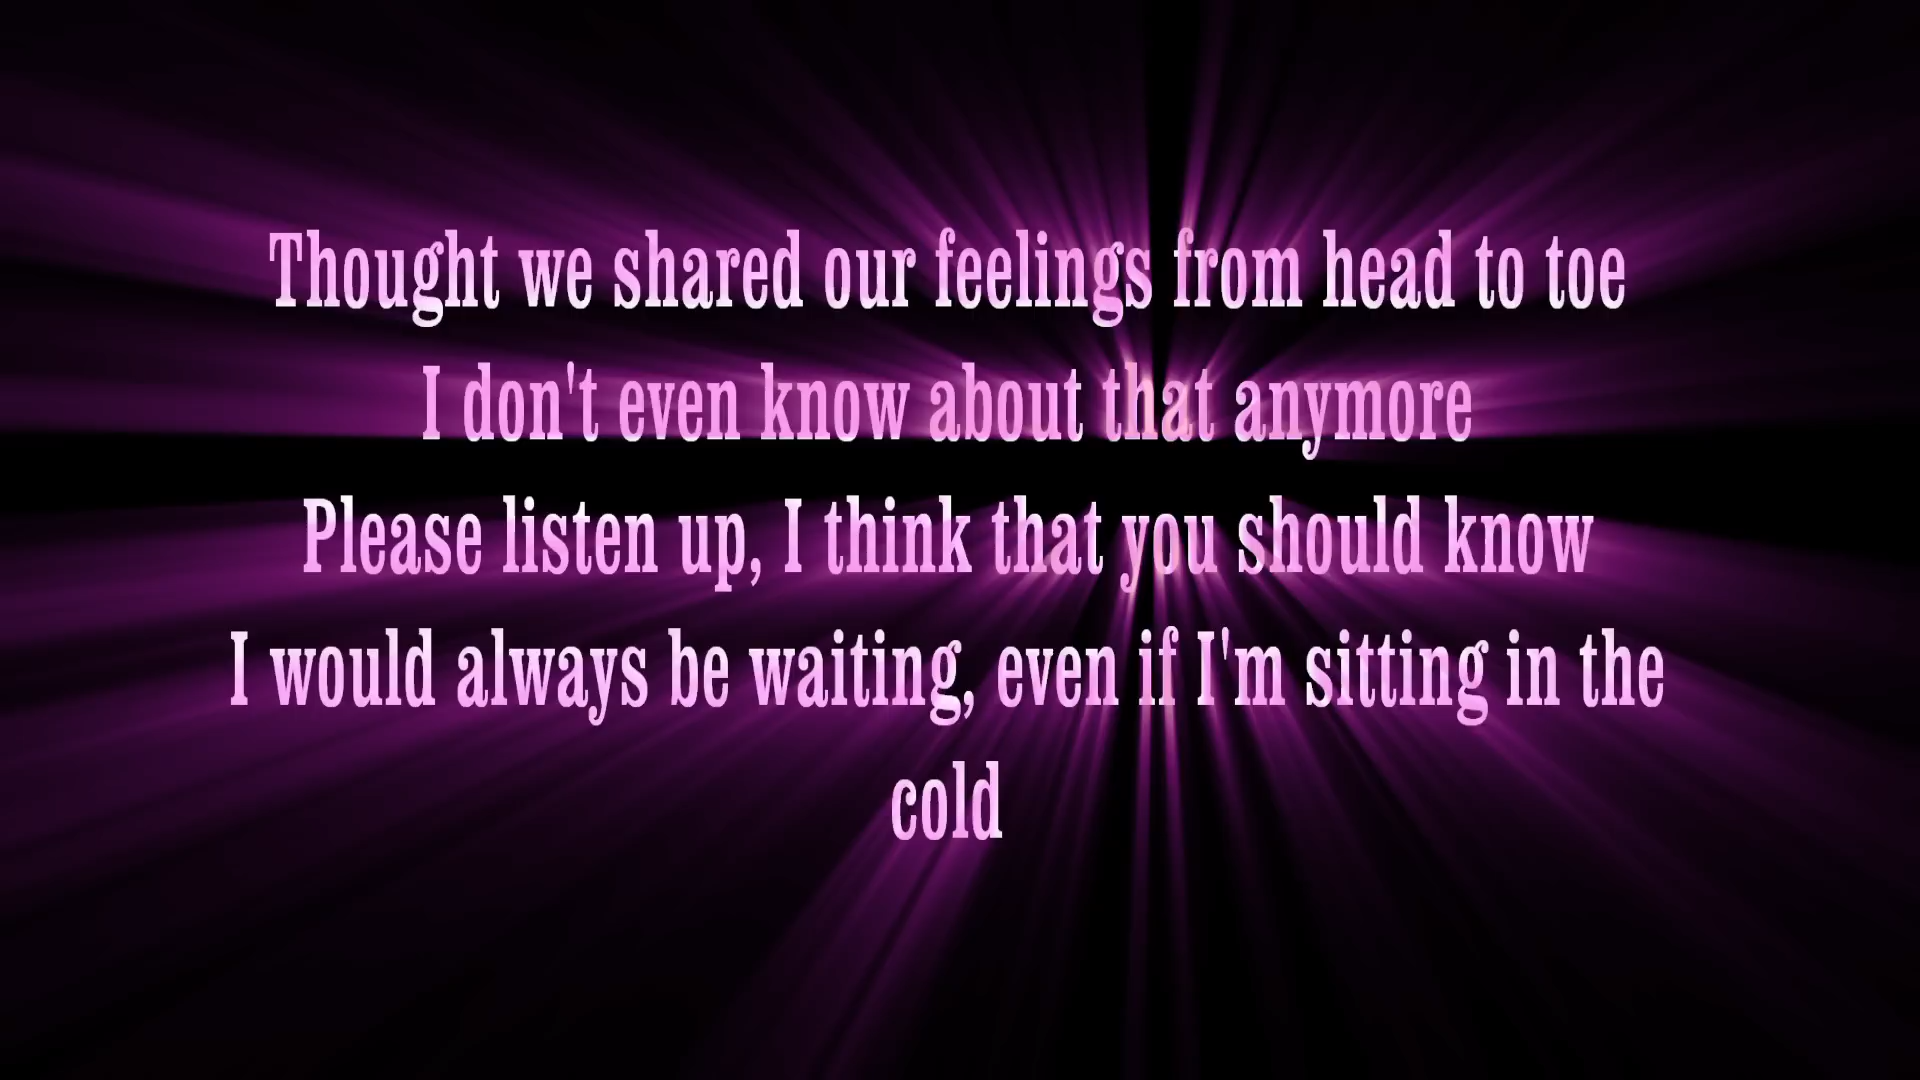 Thought we shared our feelings from head to toe
I don't even know about that anymore
Please listen up, I think that you should know
I would always be waiting, even if I'm sitting in the
cold